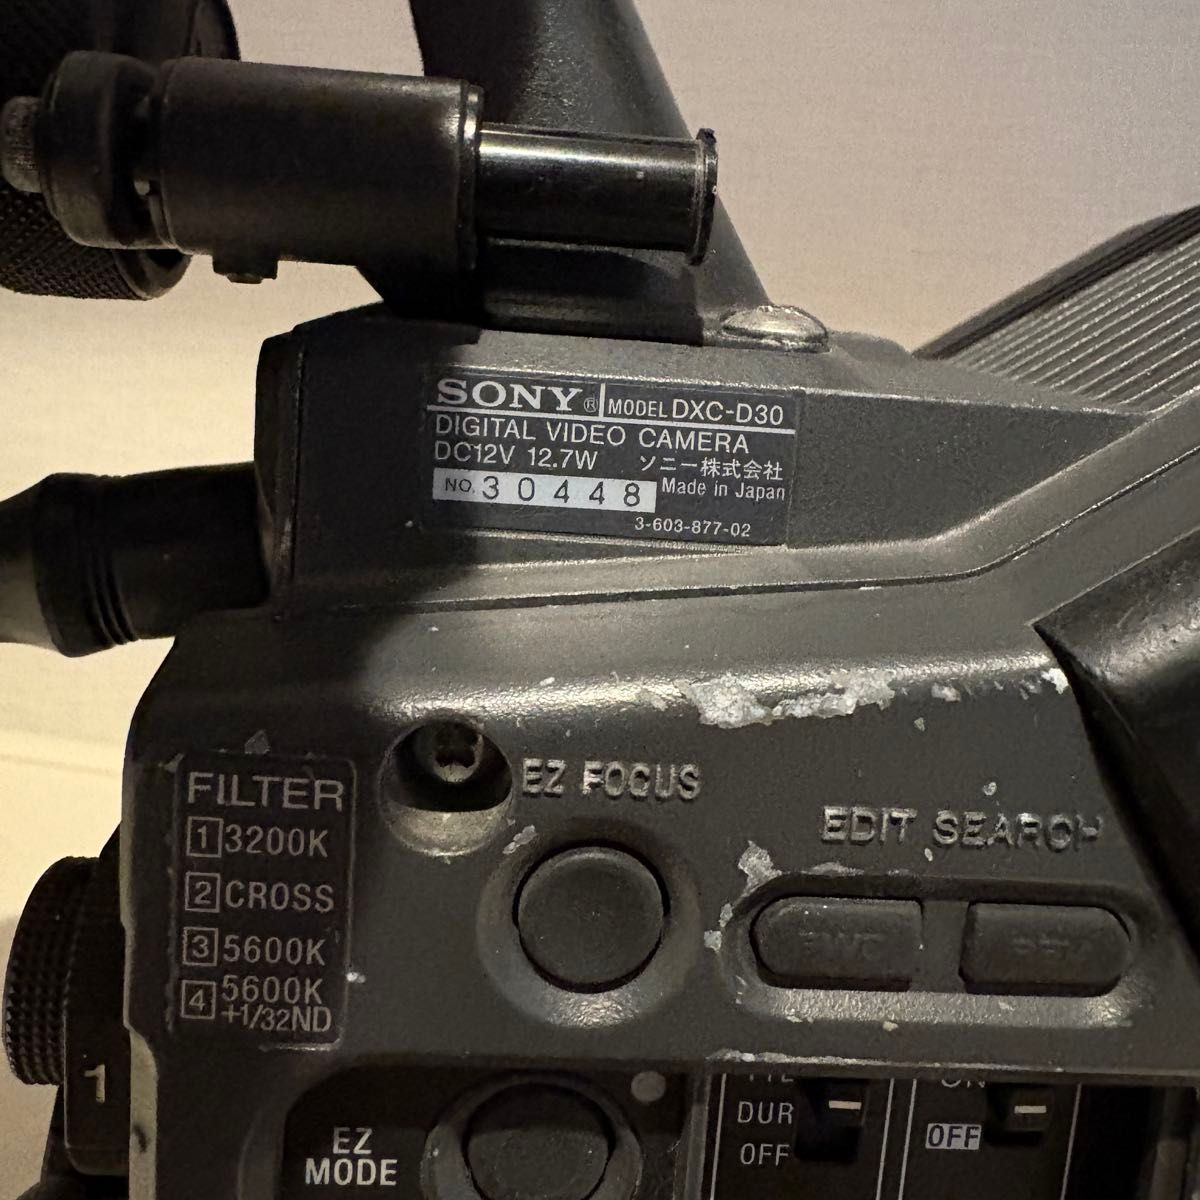 SONY® MODEL DXC-D30
DIGITAL VIDEO CAMERA
DC12V 12.7W ソニー株式会社
NO. 30448 Made in Japan
3-603-877-02
EZ FOCUS
FILTER
1 3200K
2 CROSS
3 5600K
4 5600K
+1/32ND
EDIT SEARCH
1
EZ
MODE
DUR
OFF
ON
OFF